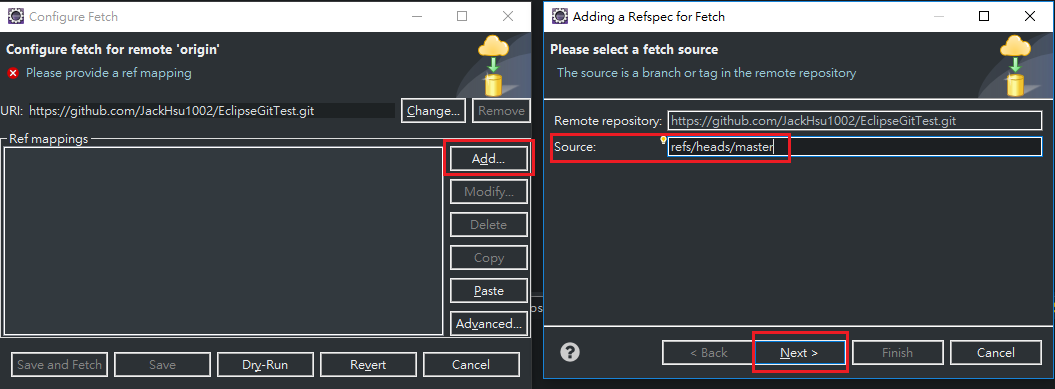 Configure Fetch
Configure fetch for remote 'origin'
Please provide a ref mapping
URI: https://github.com/JackHsu1002/EclipseGitTest.git
Change...
Remove
Ref mappings
Add...
Modify...
Delete
Copy
Paste
Advanced...
Save and Fetch
Save
Dry-Run
Revert
Cancel
os
Adding a Refspec for Fetch
Please select a fetch source
The source is a branch or tag in the remote repository
Remote repository: https://github.com/JackHsu1002/EclipseGitTest.git
Source: refs/heads/master
?
< Back
Next >
Finish
Cancel